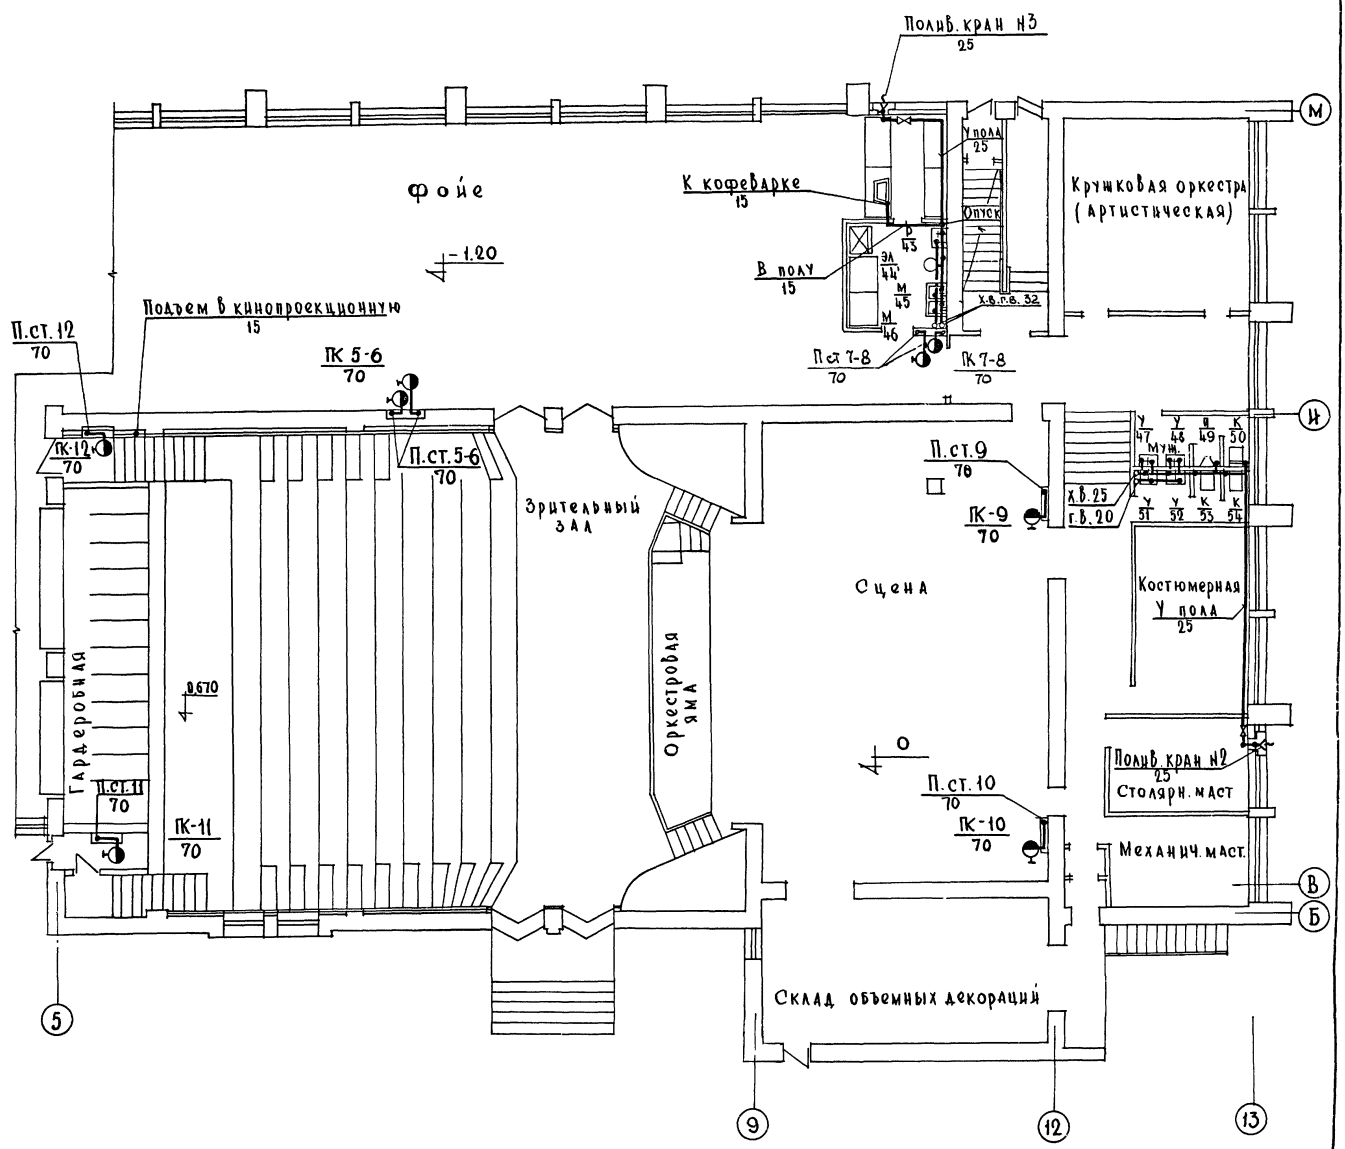 Полив. кран N3
25
М
У пола
25
К кофеварке
15
Кружковая оркестра
(артистическая)
Фойе
Опуск
Р
43
-1.20
ЭЛ
44
В полу
15
М
45
Х.в.г.в. 32
М
46
Подъем в кинопроекционную
15
П.ст. 12
70
ПК 5-6
70
П ст 7-8
70
ПК 7-8
70
И
У
47
У
48
49
К
50
Муж.
ПК-12
70
П.ст. 5-6
70
П.ст. 9
70
Х.в. 25
г.в. 20
У
51
У
52
К
53
К
54
Зрительный
зал
ПК-9
70
Сцена
Костюмерная
У пола
25
Оркестровая
яма
Гардеробная
0.670
0
Полив. кран N2
25
Столярн. маст
П.ст. 11
70
П.ст. 10
70
ПК-11
70
ПК-10
70
Механич. маст.
В
Б
Склад объемных декораций
5
9
12
13